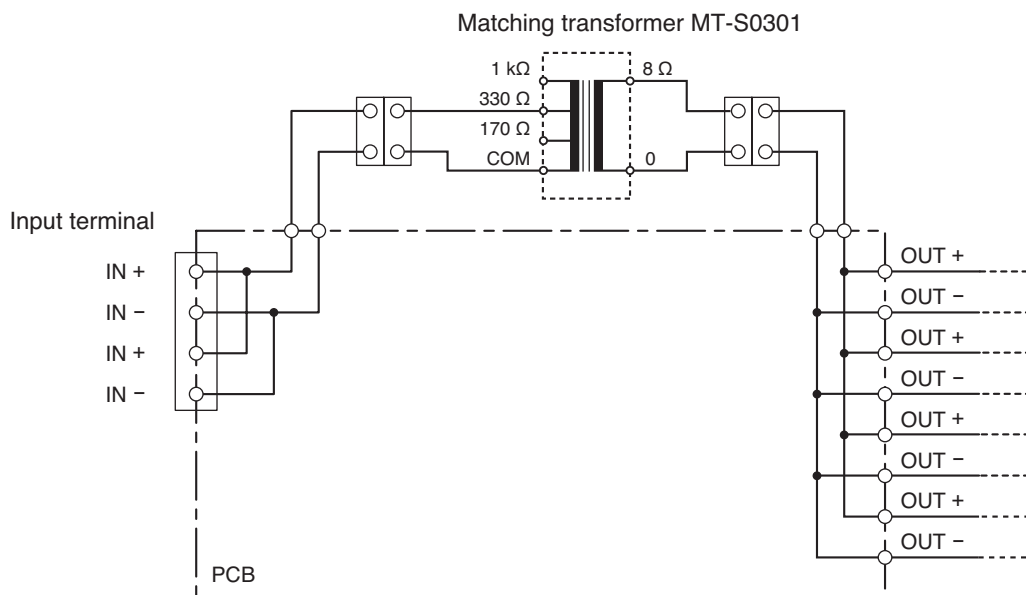 Matching transformer MT-S0301
1 kΩ
8 Ω
330 Ω
170 Ω
COM
0
Input terminal
IN +
IN −
IN +
IN −
OUT +
OUT −
OUT +
OUT −
OUT +
OUT −
OUT +
OUT −
PCB